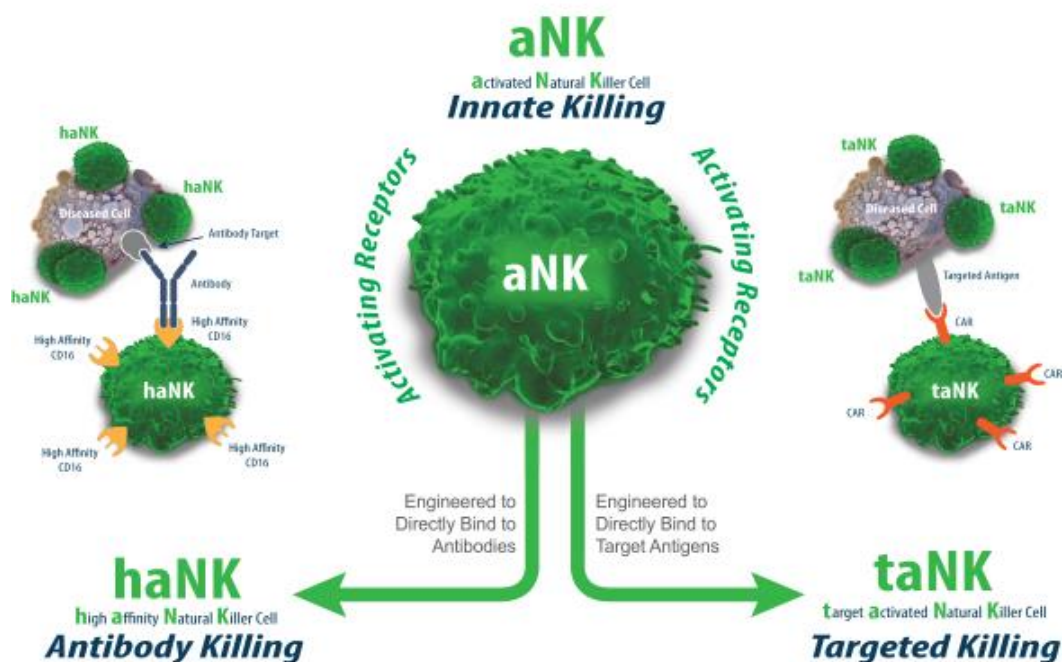 aNK
activated Natural Killer Cell
Innate Killing
Activating Receptors
Activating Receptors
aNK
haNK
haNK
haNK
Diseased Cell
Antibody Target
Antibody
High Affinity
CD16
High Affinity
CD16
haNK
High Affinity
CD16
High Affinity
CD16
taNK
taNK
taNK
Diseased Cell
Targeted Antigen
CAR
CAR
taNK
CAR
CAR
Engineered to
Directly Bind to
Antibodies
Engineered to
Directly Bind to
Target Antigens
haNK
high affinity Natural Killer Cell
Antibody Killing
taNK
target activated Natural Killer Cell
Targeted Killing